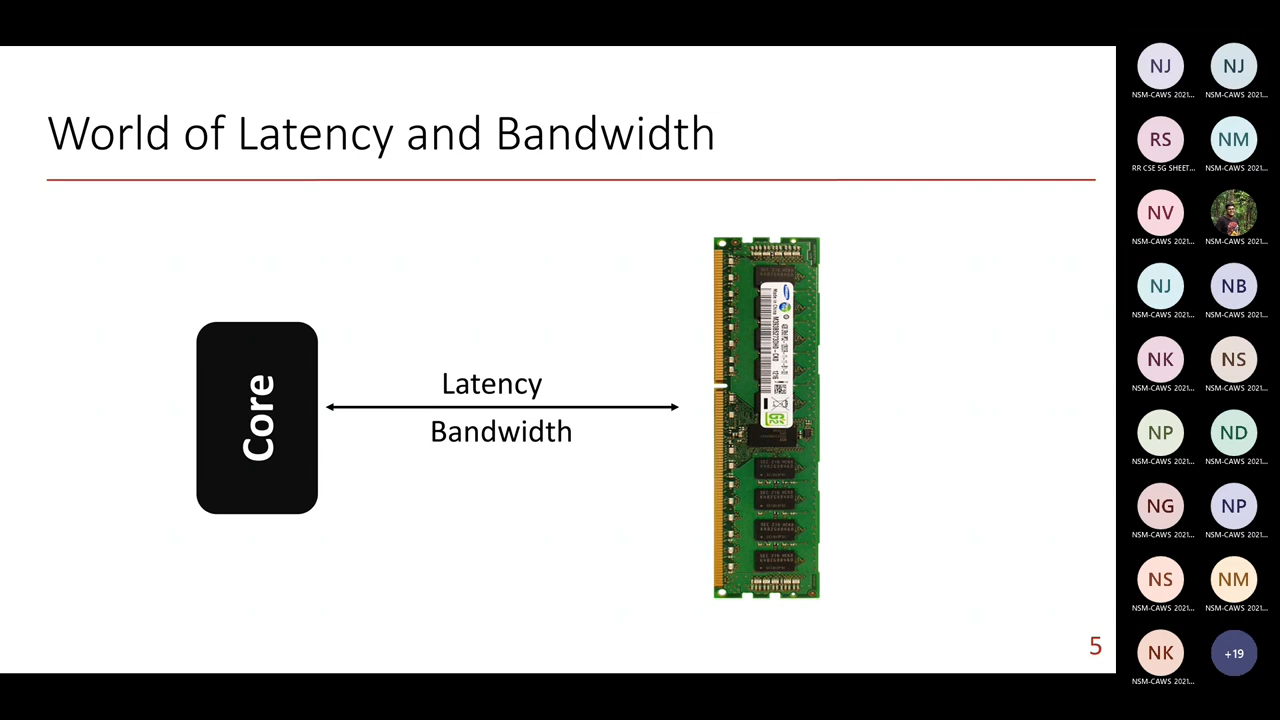 World of Latency and Bandwidth
Core
Latency
Bandwidth
5
NJ
NSM-CAWS 2021...
NJ
NSM-CAWS 2021...
RS
RR CSE 5G SHEET...
NM
NSM-CAWS 2021...
NV
NSM-CAWS 2021...
NSM-CAWS 2021...
NJ
NSM-CAWS 2021...
NB
NSM-CAWS 2021...
NK
NSM-CAWS 2021...
NS
NSM-CAWS 2021...
NP
NSM-CAWS 2021...
ND
NSM-CAWS 2021...
NG
NSM-CAWS 2021...
NP
NSM-CAWS 2021...
NS
NSM-CAWS 2021...
NM
NSM-CAWS 2021...
NK
NSM-CAWS 2021...
+19